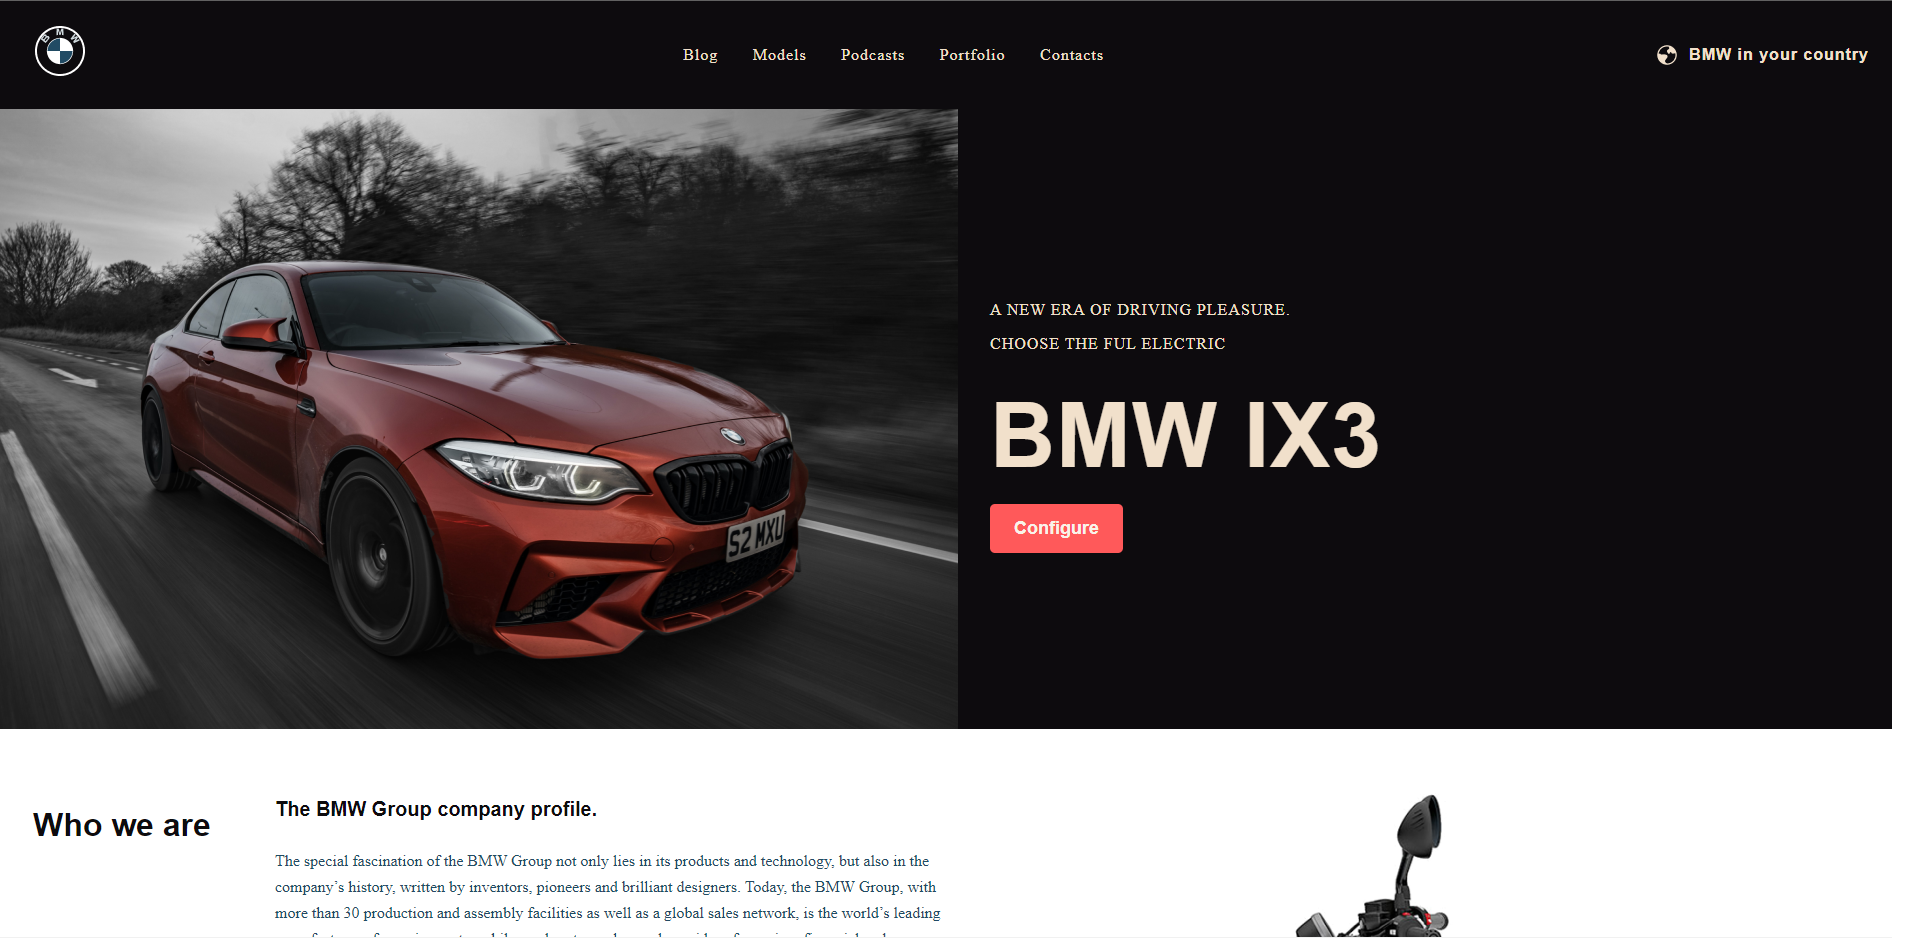 BMW
Blog Models Podcasts Portfolio Contacts
BMW in your country
A NEW ERA OF DRIVING PLEASURE.
CHOOSE THE FUL ELECTRIC
BMW IX3
Configure
S2 MXU
Who we are
The BMW Group company profile.
The special fascination of the BMW Group not only lies in its products and technology, but also in the
company’s history, written by inventors, pioneers and brilliant designers. Today, the BMW Group, with
more than 30 production and assembly facilities as well as a global sales network, is the world’s leading